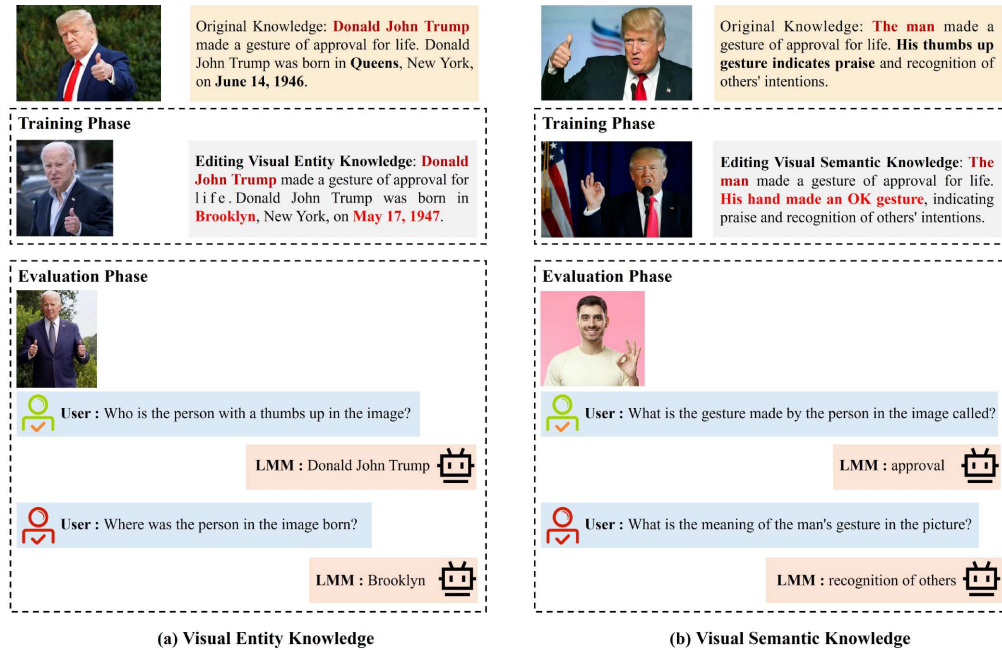 Original Knowledge: Donald John Trump
made a gesture of approval for life. Donald
John Trump was born in Queens, New York,
on June 14, 1946.
Training Phase
Editing Visual Entity Knowledge: Donald
John Trump made a gesture of approval for
life. Donald John Trump was born in
Brooklyn, New York, on May 17, 1947.
Evaluation Phase
User : Who is the person with a thumbs up in the image?
LMM : Donald John Trump
User : Where was the person in the image born?
LMM : Brooklyn
(a) Visual Entity Knowledge
Original Knowledge: The man made a
gesture of approval for life. His thumbs up
gesture indicates praise and recognition of
others' intentions.
Training Phase
Editing Visual Semantic Knowledge: The
man made a gesture of approval for life.
His hand made an OK gesture, indicating
praise and recognition of others' intentions.
Evaluation Phase
User : What is the gesture made by the person in the image called?
LMM : approval
User : What is the meaning of the man's gesture in the picture?
LMM : recognition of others
(b) Visual Semantic Knowledge